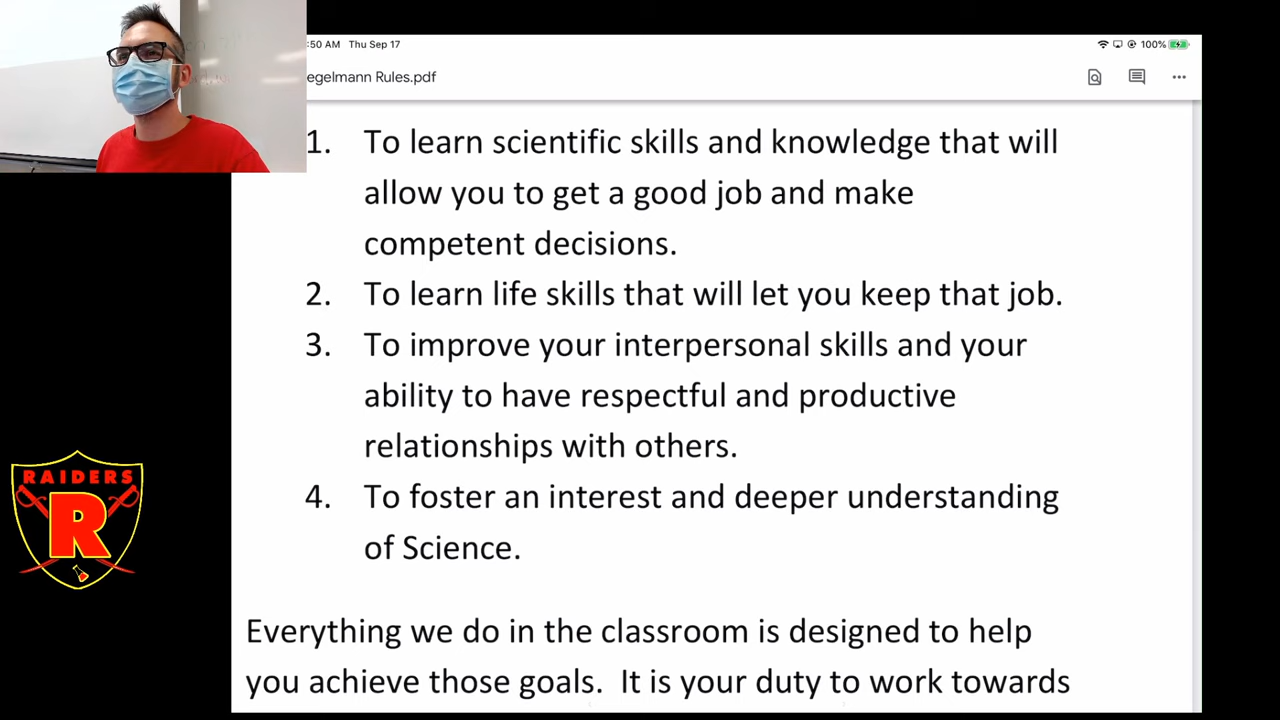 :50 AM Thu Sep 17
100%
egelmann Rules.pdf
1. To learn scientific skills and knowledge that will
allow you to get a good job and make
competent decisions.
2. To learn life skills that will let you keep that job.
3. To improve your interpersonal skills and your
ability to have respectful and productive
relationships with others.
4. To foster an interest and deeper understanding
of Science.
RAIDERS
R
Everything we do in the classroom is designed to help
you achieve those goals. It is your duty to work towards